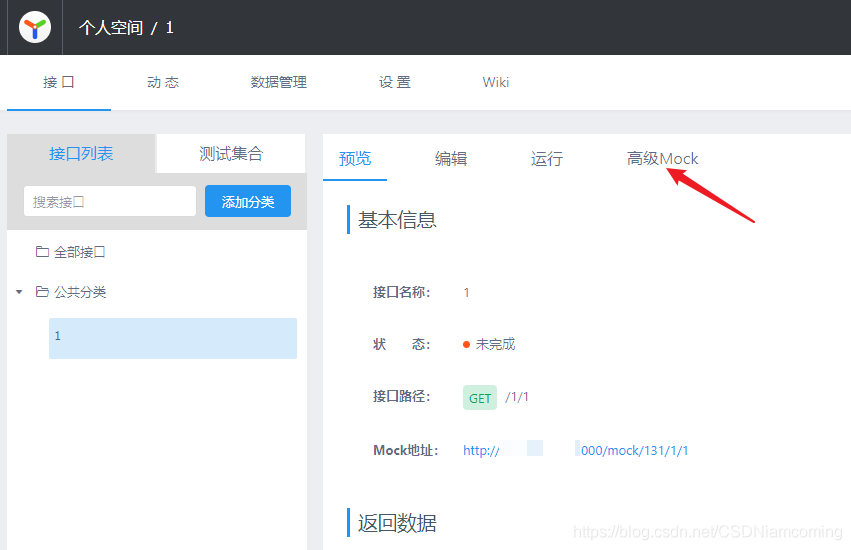 个人空间 / 1
接 口 动 态 数据管理 设 置 Wiki
接口列表 测试集合
搜索接口 添加分类
全部接口
公共分类
1
预览 编辑 运行 高级Mock
基本信息
接口名称： 1
状 态： 未完成
接口路径： GET /1/1
Mock地址： http:// 000/mock/131/1/1
返回数据
https://blog.csdn.net/CSDNiamcoming